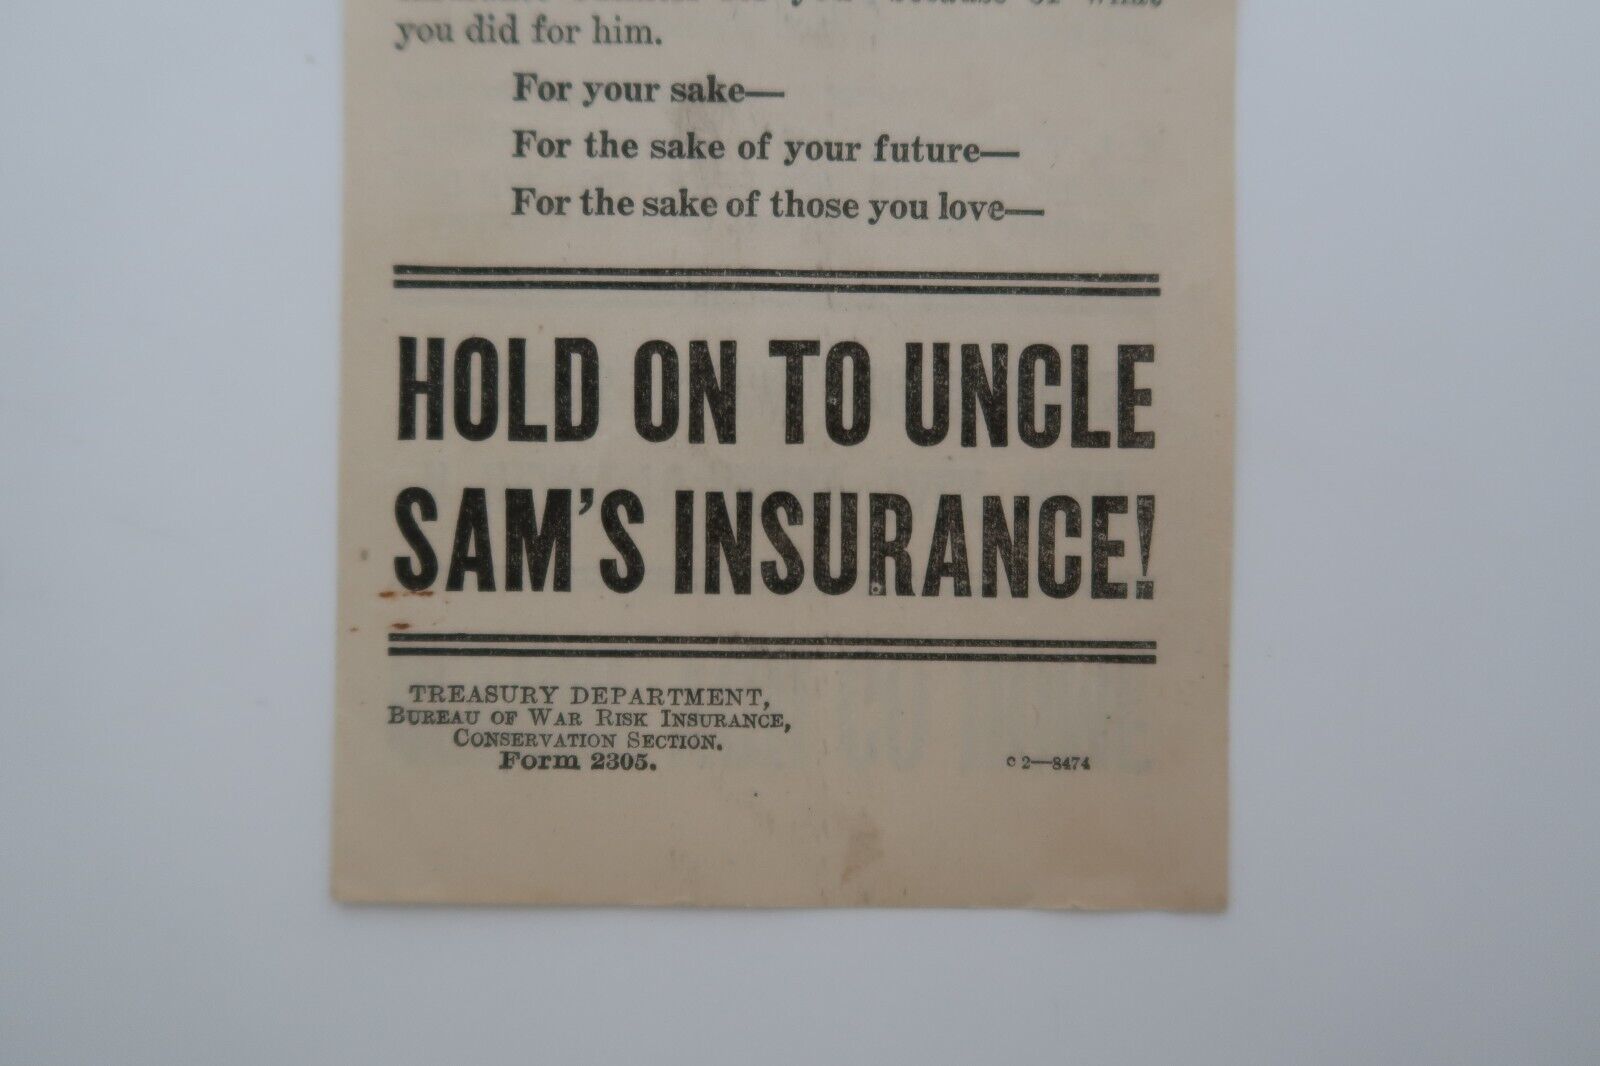 you did for him.
For your sake—
For the sake of your future—
For the sake of those you love—
HOLD ON TO UNCLE
SAM'S INSURANCE!
TREASURY DEPARTMENT,
BUREAU OF WAR RISK INSURANCE,
CONSERVATION SECTION.
Form 2305.
C 2—8474